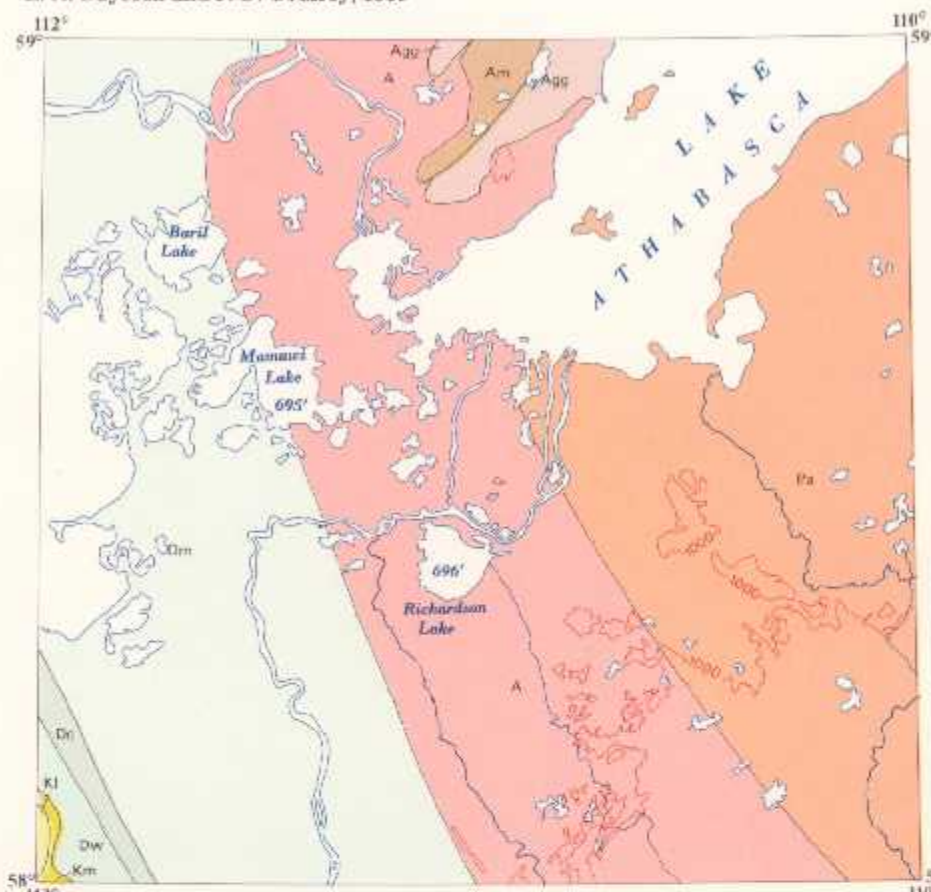 112°
110°
59°
59
Agg
A
Am
Agg
LAKE
ATHABASCA
Baril
Lake
Mamawi
Lake
695'
Pa
1000
Dm
1000
696'
Richardson
Lake
1000
A
Kl
Dw
Km
58°